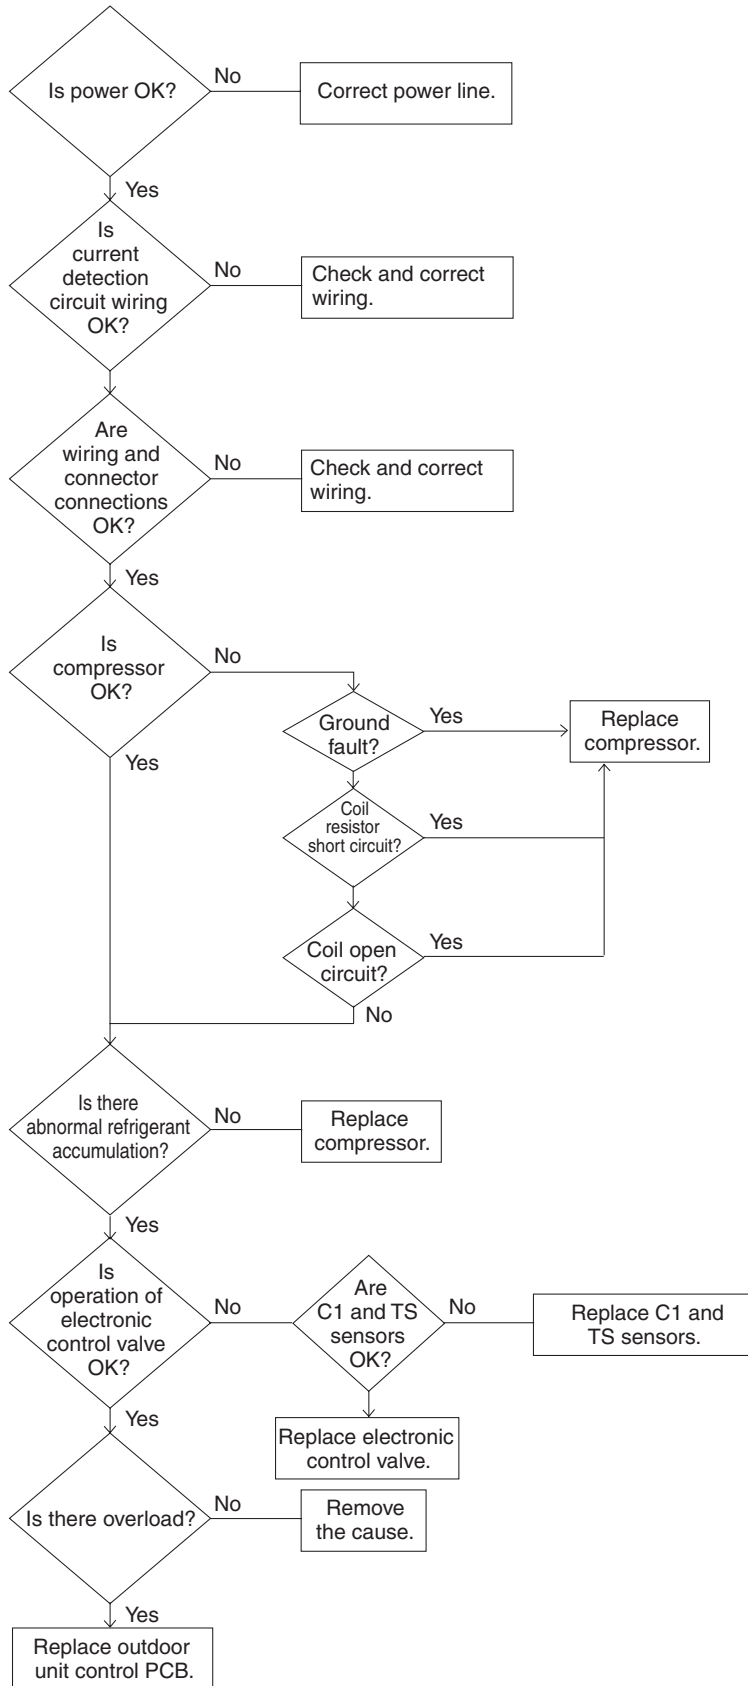 Is power OK?
No
Correct power line.
Yes
Is
current
detection
circuit wiring
OK?
No
Check and correct
wiring.
Are
wiring and
connector
connections
OK?
No
Check and correct
wiring.
Yes
Is
compressor
OK?
No
Yes
Ground
fault?
Yes
Replace
compressor.
Coil
resistor
short circuit?
Yes
Coil open
circuit?
Yes
No
Is there
abnormal refrigerant
accumulation?
No
Replace
compressor.
Yes
Is
operation of
electronic
control valve
OK?
No
Are
C1 and TS
sensors
OK?
No
Replace C1 and
TS sensors.
Replace electronic
control valve.
Yes
Is there overload?
No
Remove
the cause.
Yes
Replace outdoor
unit control PCB.